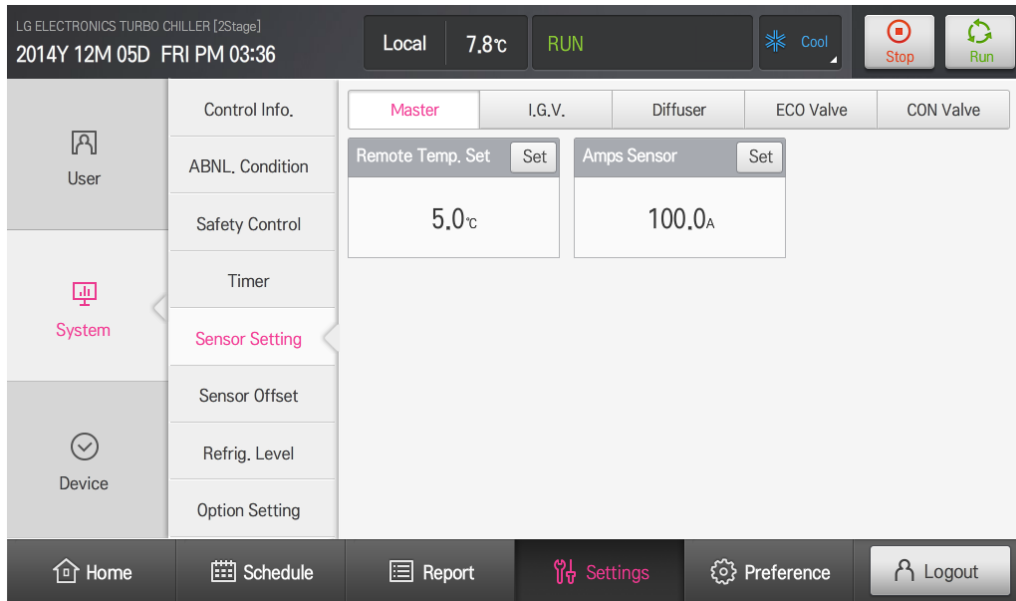 LG ELECTRONICS TURBO CHILLER [2Stage]
2014Y 12M 05D FRI PM 03:36
Local 7.8℃ RUN Cool Stop Run
User
System
Device
Control Info.
ABNL. Condition
Safety Control
Timer
Sensor Setting
Sensor Offset
Refrig. Level
Option Setting
Master I.G.V. Diffuser ECO Valve CON Valve
Remote Temp. Set Set Amps Sensor Set
5.0℃ 100.0A
Home Schedule Report Settings Preference Logout